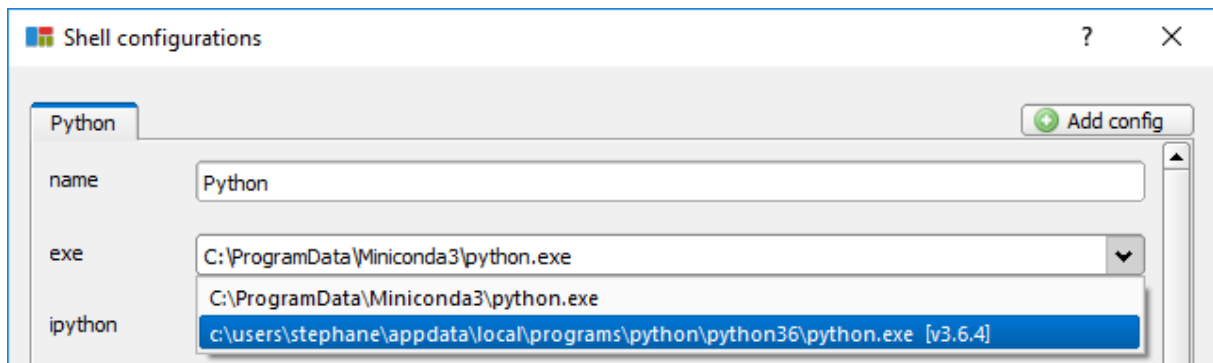 Shell configurations
?
Python
Add config
name
Python
exe
C:\ProgramData\Miniconda3\python.exe
C:\ProgramData\Miniconda3\python.exe
ipython
c:\users\stephane\appdata\local\programs\python\python36\python.exe [v3.6.4]